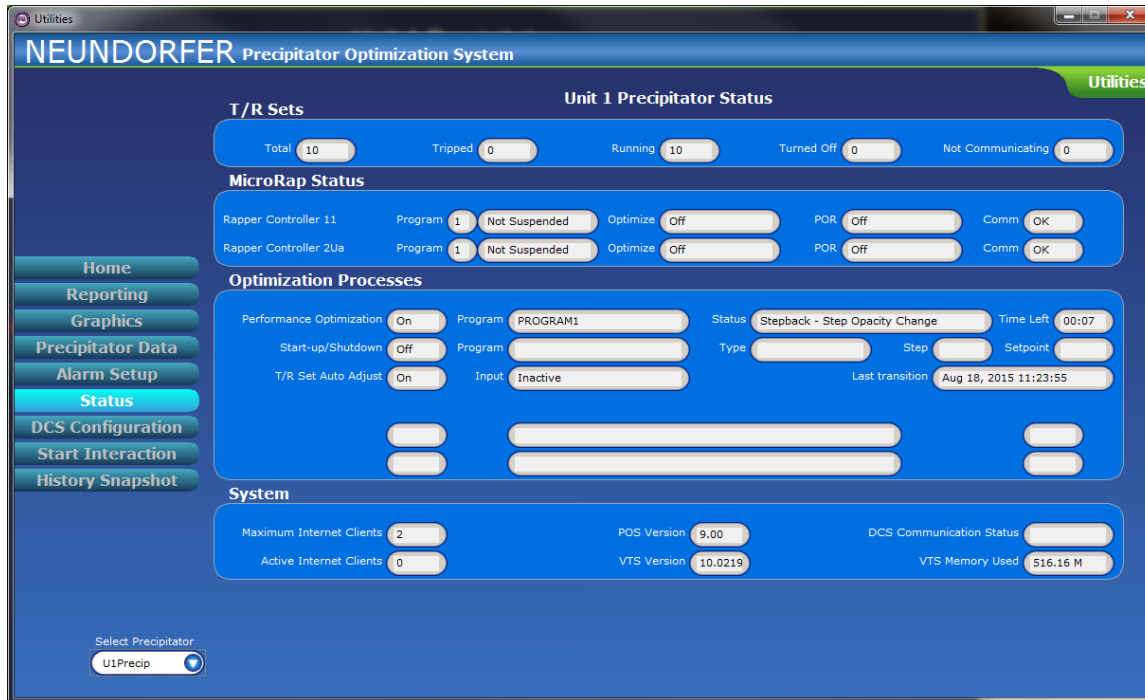 Utilities
NEUNDORFER Precipitator Optimization System
Utilities
Unit 1 Precipitator Status
T/R Sets
Total 10 Tripped 0 Running 10 Turned Off 0 Not Communicating 0
MicroRap Status
Rapper Controller 11 Program 1 Not Suspended Optimize Off POR Off Comm OK
Rapper Controller 2Ua Program 1 Not Suspended Optimize Off POR Off Comm OK
Optimization Processes
Performance Optimization On Program PROGRAM1 Status Stepback - Step Opacity Change Time Left 00:07
Start-up/Shutdown Off Program Type Step Setpoint
T/R Set Auto Adjust On Input Inactive Last transition Aug 18, 2015 11:23:55
System
Maximum Internet Clients 2 POS Version 9.00 DCS Communication Status
Active Internet Clients 0 VTS Version 10.0219 VTS Memory Used 516.16 M
Home
Reporting
Graphics
Precipitator Data
Alarm Setup
Status
DCS Configuration
Start Interaction
History Snapshot
Select Precipitator
U1Precip